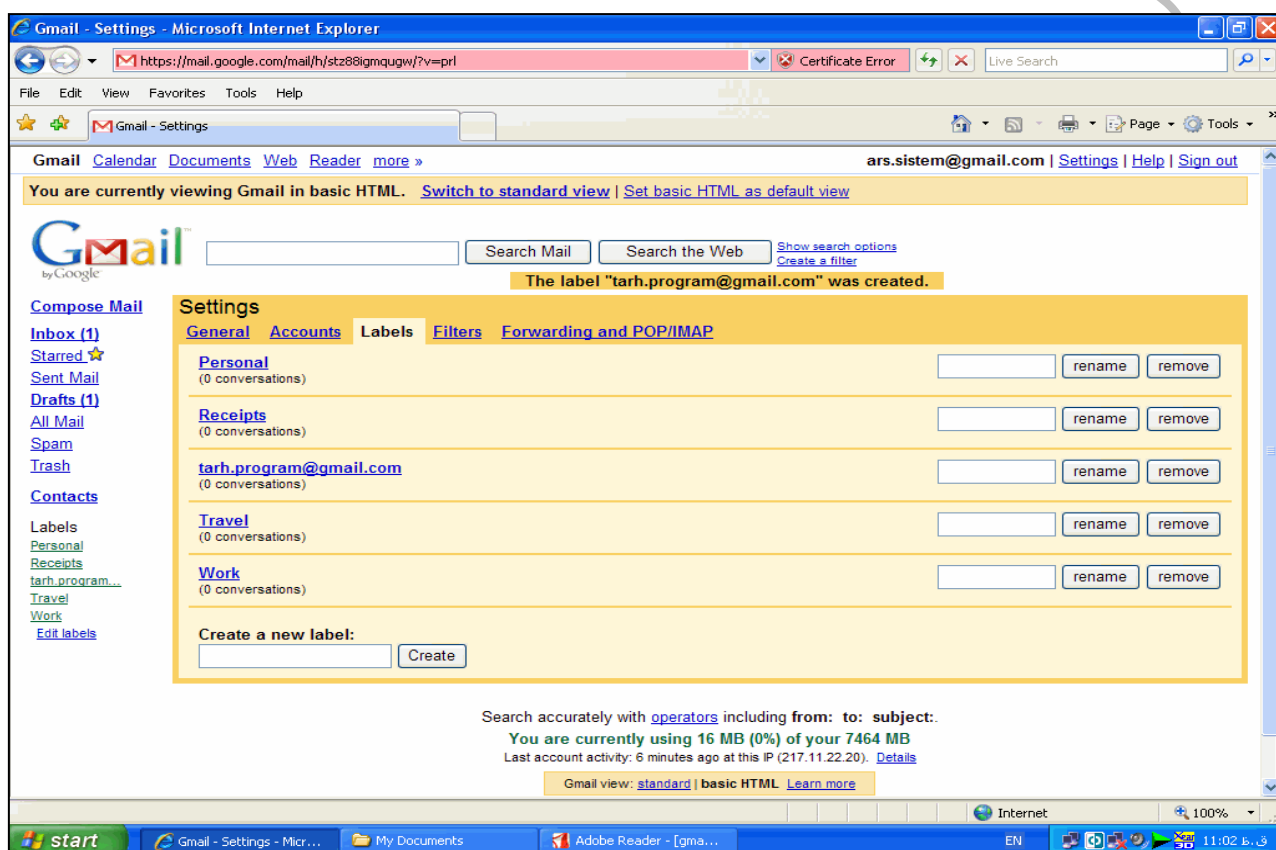 Gmail - Settings - Microsoft Internet Explorer
https://mail.google.com/mail/h/stz88igmqugw/?v=prl Certificate Error Live Search
File Edit View Favorites Tools Help
Gmail - Settings Page Tools »
Gmail Calendar Documents Web Reader more » ars.sistem@gmail.com | Settings | Help | Sign out
You are currently viewing Gmail in basic HTML. Switch to standard view | Set basic HTML as default view
Gmail™ Search Mail Search the Web Show search options
by Google Create a filter
The label "tarh.program@gmail.com" was created.
Compose Mail
Inbox (1)
Starred
Sent Mail
Drafts (1)
All Mail
Spam
Trash
Contacts
Labels
Personal
Receipts
tarh.program...
Travel
Work
Edit labels
Settings
General Accounts Labels Filters Forwarding and POP/IMAP
Personal rename remove
(0 conversations)
Receipts rename remove
(0 conversations)
tarh.program@gmail.com rename remove
(0 conversations)
Travel rename remove
(0 conversations)
Work rename remove
(0 conversations)
Create a new label:
Create
Search accurately with operators including from: to: subject:.
You are currently using 16 MB (0%) of your 7464 MB
Last account activity: 6 minutes ago at this IP (217.11.22.20). Details
Gmail view: standard | basic HTML Learn more
Internet 100%
start Gmail - Settings - Micr... My Documents Adobe Reader - [gma... EN 11:02 ق.ظ